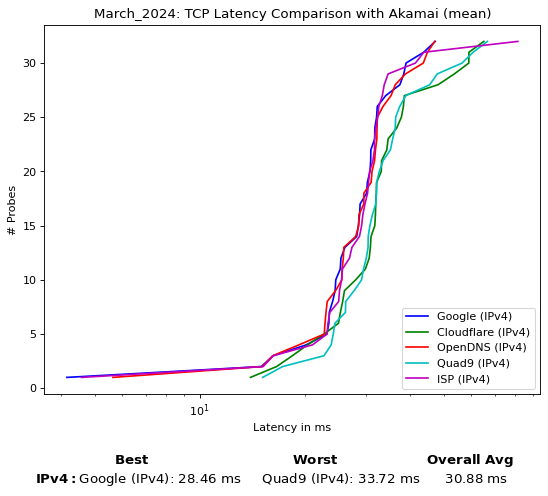 March_2024: TCP Latency Comparison with Akamai (mean)
# Probes
30
25
20
15
10
5
0
Google (IPv4)
Cloudflare (IPv4)
OpenDNS (IPv4)
Quad9 (IPv4)
ISP (IPv4)
10¹
Latency in ms
Best Worst Overall Avg
IPv4: Google (IPv4): 28.46 ms Quad9 (IPv4): 33.72 ms 30.88 ms